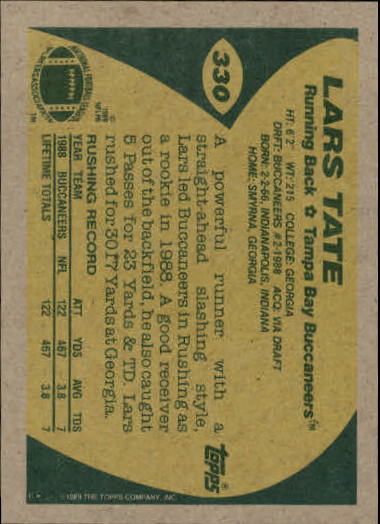 330
LARS TATE
Running Back ✩ Tampa Bay Buccaneers™
HT: 6'2" WT: 215 COLLEGE: GEORGIA
DRFT: BUCCANEERS #2-1988 ACQ: VIA DRAFT
BORN: 2-2-66, INDIANAPOLIS, INDIANA
HOME: SMYRNA, GEORGIA
A powerful runner with a
straight-ahead slashing style,
Lars led Buccaneers in Rushing as
a rookie in 1988. A good receiver
out of the backfield, he also caught
5 Passes for 23 Yards & TD. Lars
rushed for 3017 Yards at Georgia.
TOPPS®
RUSHING RECORD
YEAR TEAM ATT YDS AVG TDS
1988 BUCCANEERS NFL 122 467 3.8 7
LIFETIME TOTALS 122 467 3.8 7
©1989 THE TOPPS COMPANY, INC.